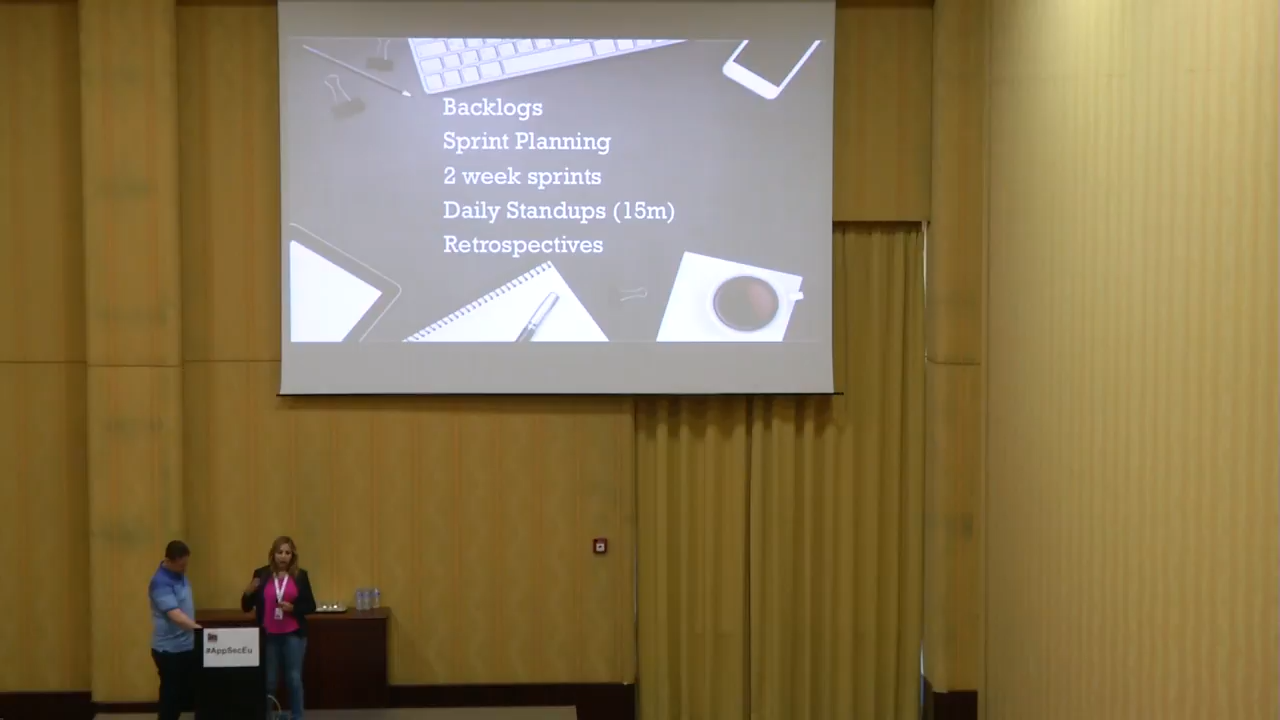 Backlogs
Sprint Planning
2 week sprints
Daily Standups (15m)
Retrospectives
#AppSecEu